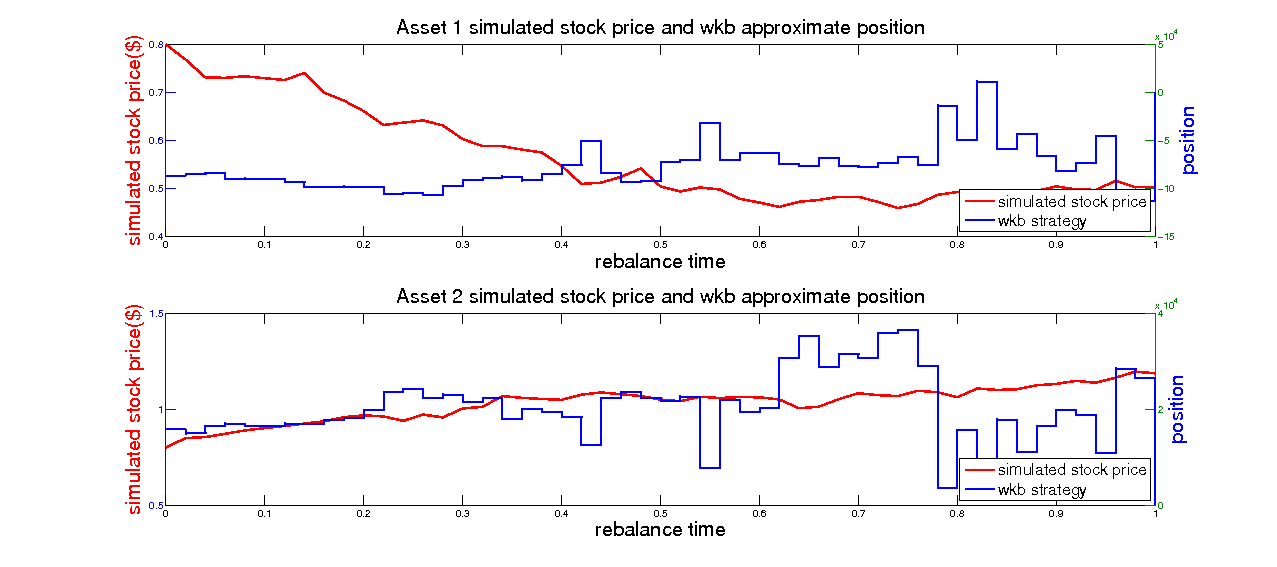 Asset 1 simulated stock price and wkb approximate position
x 10^4
simulated stock price($)
0.8
0.7
0.6
0.5
0.4
5
0
−5
−10
−15
position
simulated stock price
wkb strategy
0 0.1 0.2 0.3 0.4 0.5 0.6 0.7 0.8 0.9 1
rebalance time
Asset 2 simulated stock price and wkb approximate position
x 10^4
simulated stock price($)
1.5
1
0.5
4
2
0
position
simulated stock price
wkb strategy
0 0.1 0.2 0.3 0.4 0.5 0.6 0.7 0.8 0.9 1
rebalance time